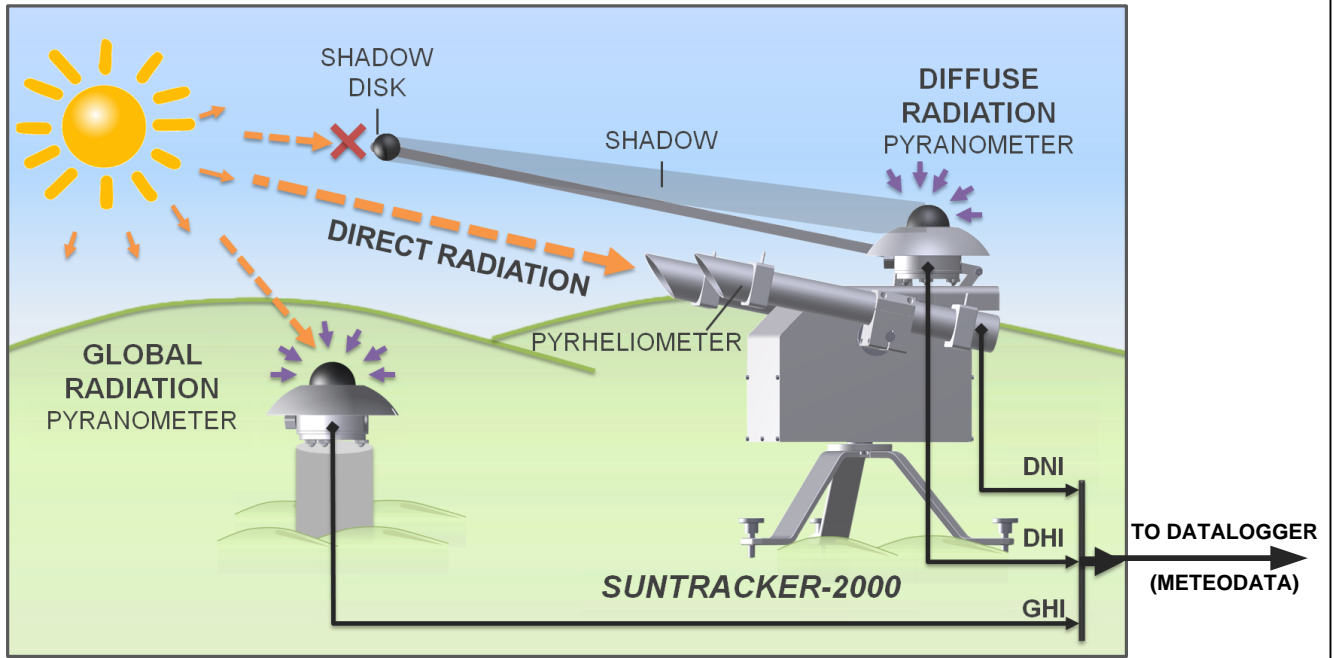 SHADOW
DISK
SHADOW
DIFFUSE
RADIATION
PYRANOMETER
DIRECT RADIATION
PYRHELIOMETER
GLOBAL
RADIATION
PYRANOMETER
DNI
DHI
GHI
SUNTRACKER-2000
TO DATALOGGER
(METEODATA)